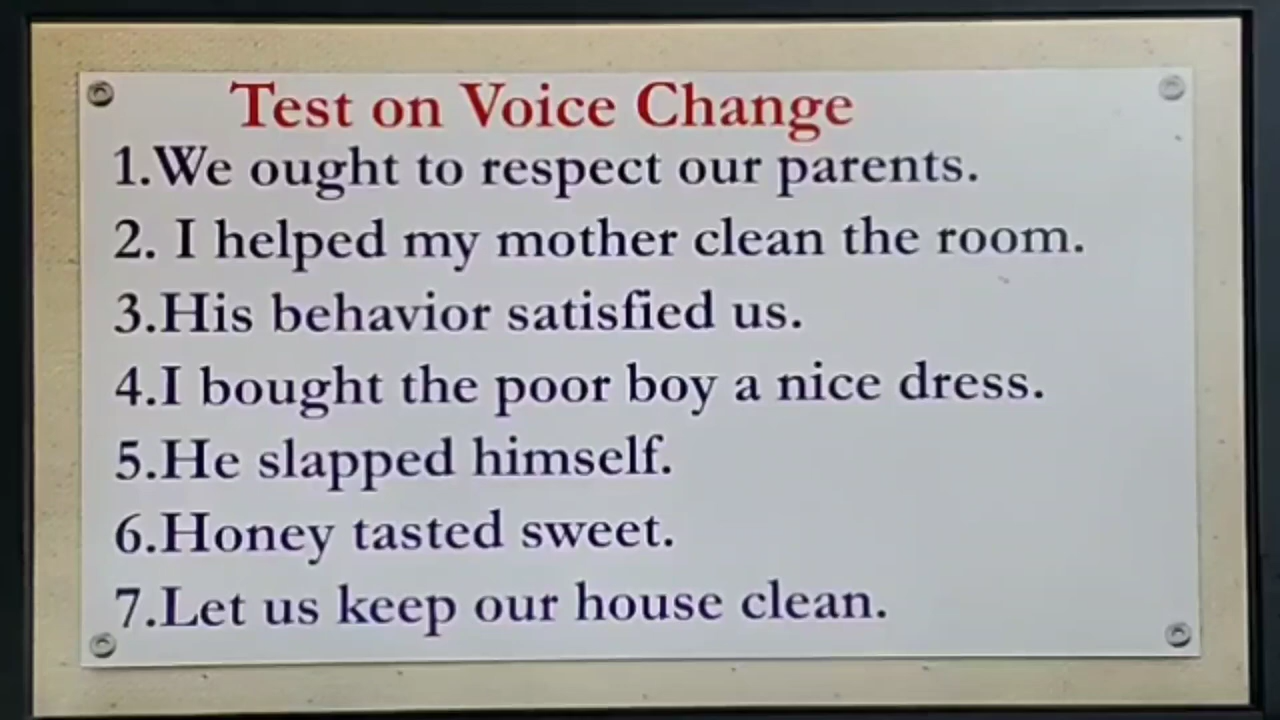 Test on Voice Change
1.We ought to respect our parents.
2. I helped my mother clean the room.
3.His behavior satisfied us.
4.I bought the poor boy a nice dress.
5.He slapped himself.
6.Honey tasted sweet.
7.Let us keep our house clean.